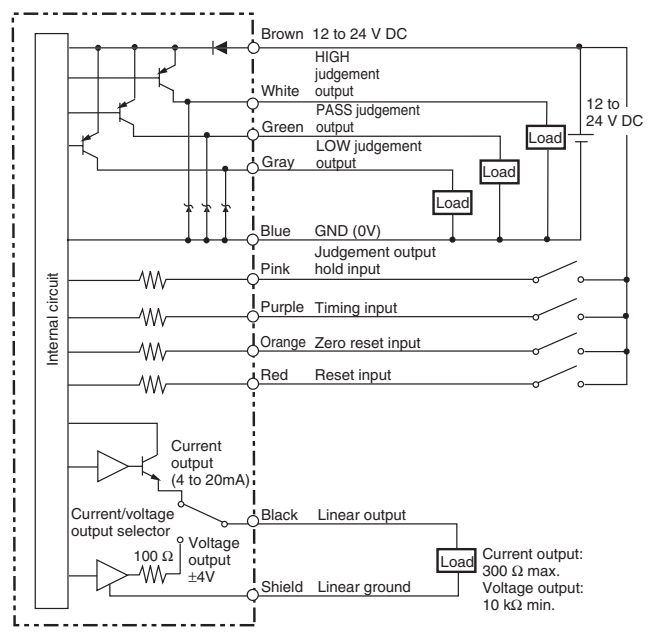 Brown 12 to 24 V DC
HIGH
judgement
White output
PASS judgement
Green output
LOW judgement
Gray output
Load
Load
Load
12 to
24 V DC
Blue GND (0V)
Judgement output
Pink hold input
Purple Timing input
Orange Zero reset input
Red Reset input
Internal circuit
Current
output
(4 to 20mA)
Current/voltage
output selector
Black Linear output
100 Ω
Voltage
output
±4V
Shield Linear ground
Load
Current output:
300 Ω max.
Voltage output:
10 kΩ min.